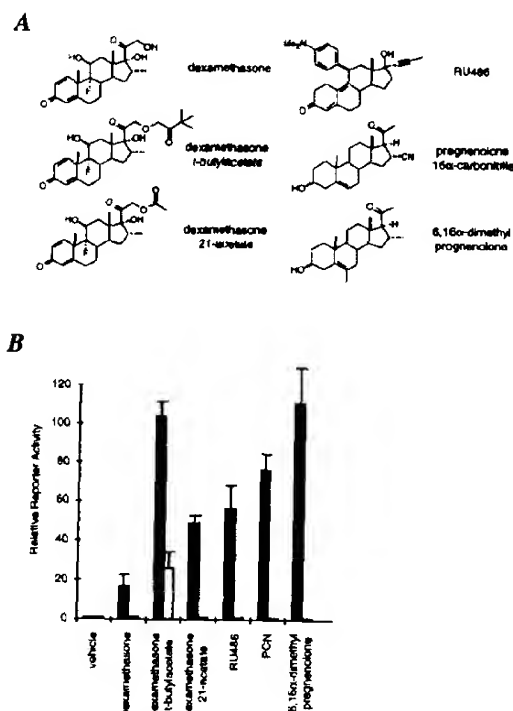 A
dexamethasone
RU486
dexamethasone
t-butylacetate
pregnenolone
16α-carbonitrile
dexamethasone
21-acetate
6,16α-dimethyl
pregnenolone
B
Relative Reporter Activity
120
100
80
60
40
20
0
vehicle
dexamethasone
dexamethasone
t-butylacetate
dexamethasone
21-acetate
RU486
PCN
6,16α-dimethyl
pregnenolone